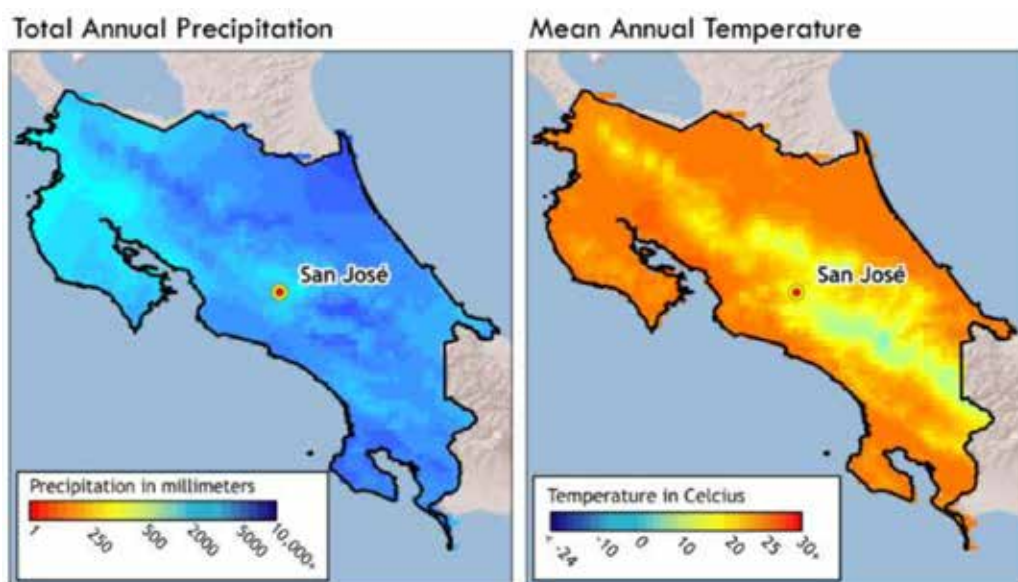 Total Annual Precipitation
San José
Precipitation in millimeters
1
250
500
2000
5000
10,000+
Mean Annual Temperature
San José
Temperature in Celcius
-24
-10
0
10
20
25
30+